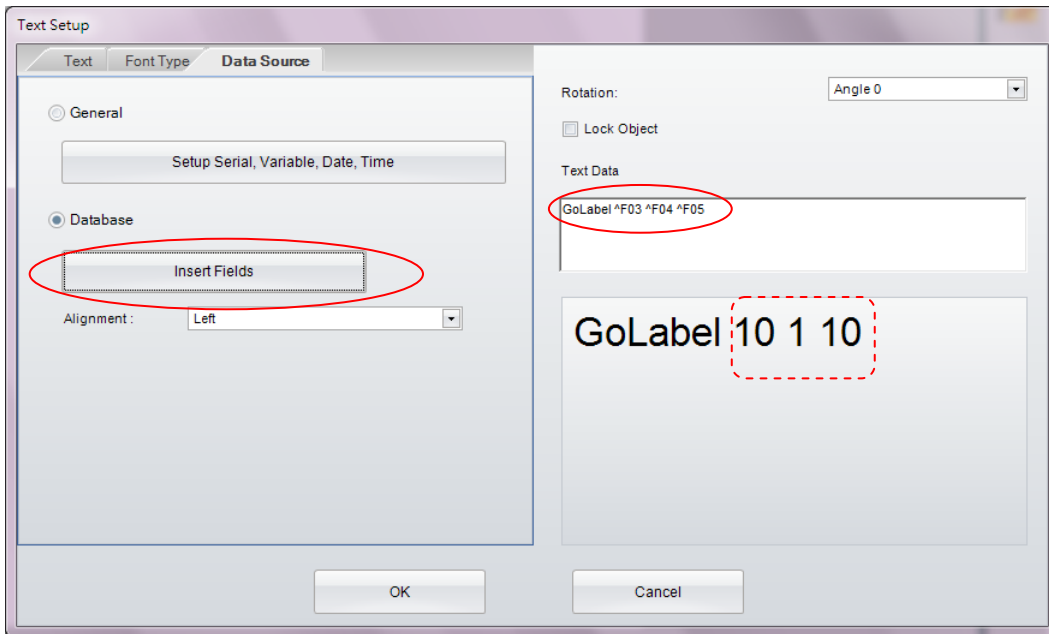 Text Setup
Text Font Type Data Source
General
Setup Serial, Variable, Date, Time
Database
Insert Fields
Alignment : Left
Rotation: Angle 0
Lock Object
Text Data
GoLabel ^F03 ^F04 ^F05
GoLabel 10 1 10
OK Cancel